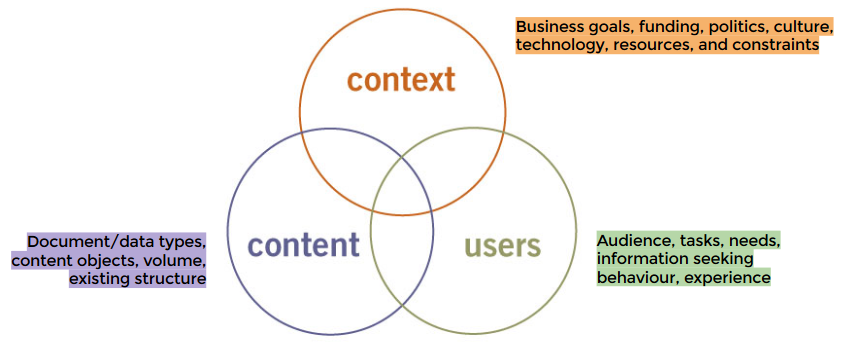 Business goals, funding, politics, culture,
technology, resources, and constraints
context
Document/data types,
content objects, volume,
existing structure
content
users
Audience, tasks, needs,
information seeking
behaviour, experience